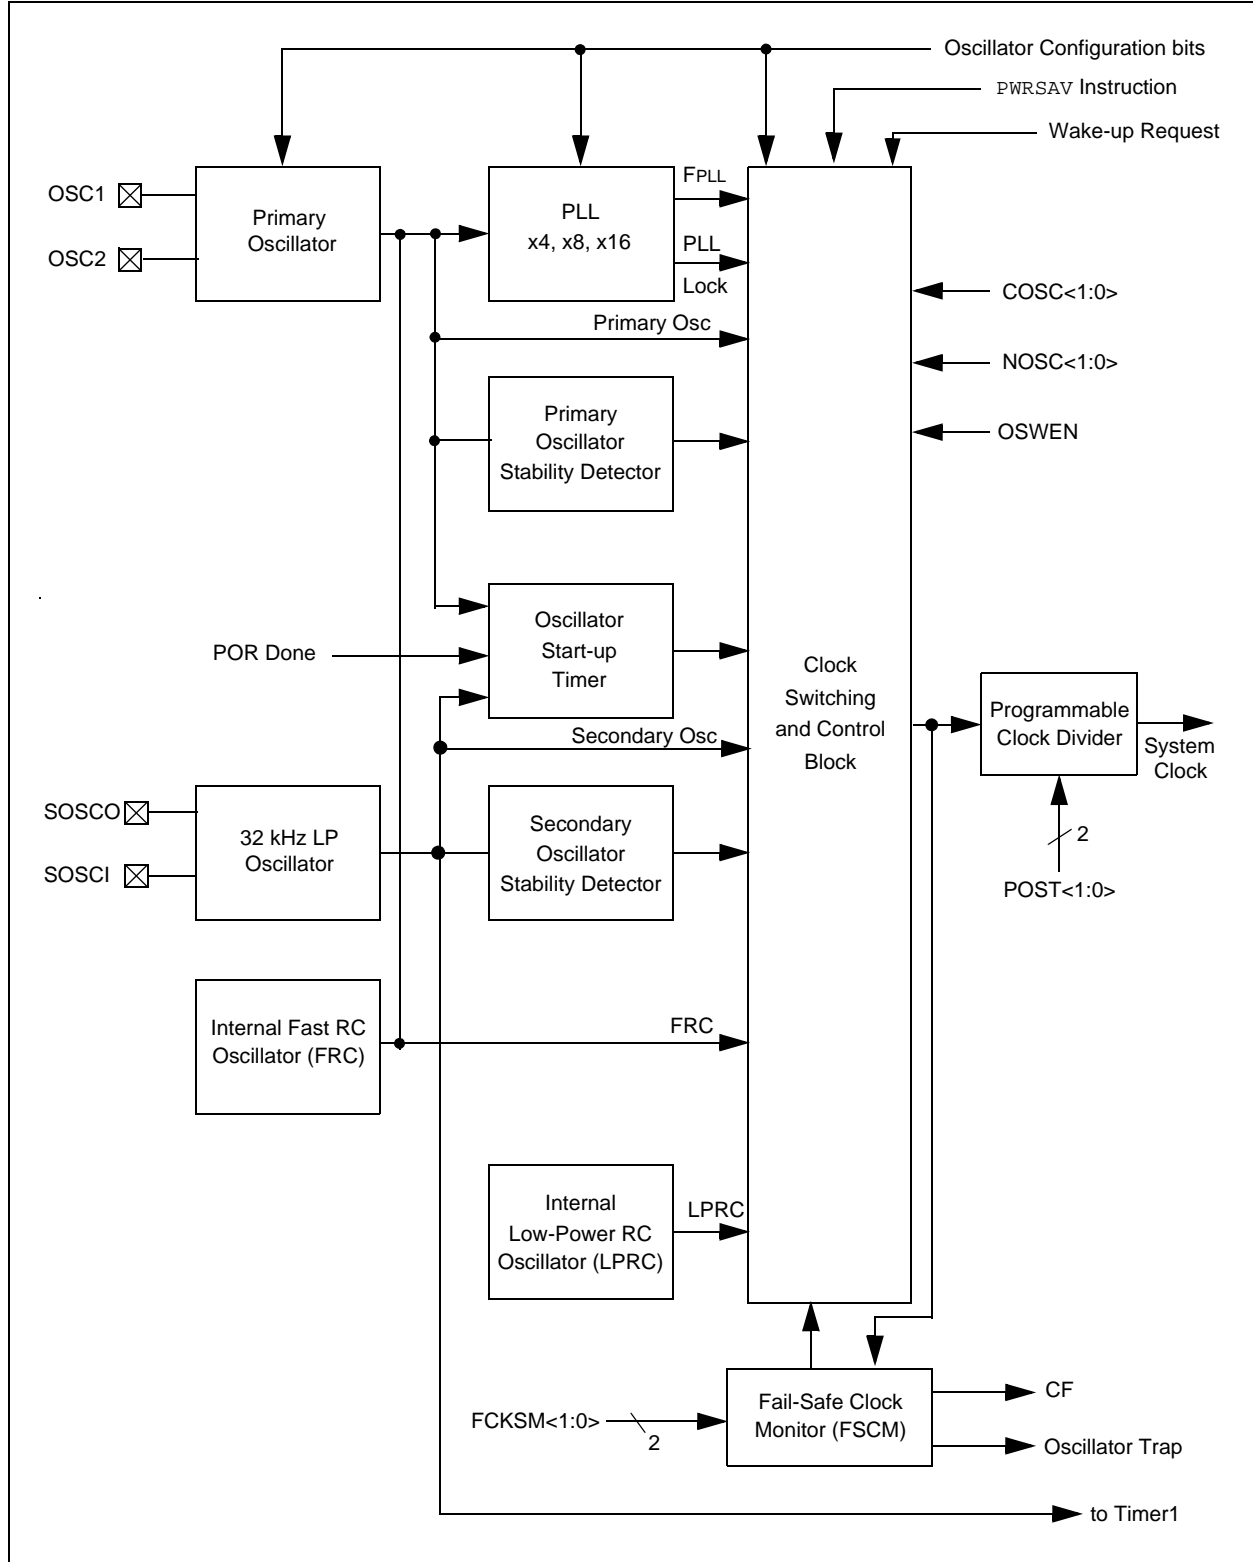 Oscillator Configuration bits
PWRSAV Instruction
Wake-up Request
OSC1
OSC2
Primary
Oscillator
PLL
x4, x8, x16
FPLL
PLL
Lock
COSC<1:0>
Primary Osc
NOSC<1:0>
Primary
Oscillator
Stability Detector
OSWEN
Oscillator
Start-up
Timer
POR Done
Clock
Switching
and Control
Block
Programmable
Clock Divider
System
Clock
Secondary Osc
SOSCO
SOSCI
32 kHz LP
Oscillator
Secondary
Oscillator
Stability Detector
2
POST<1:0>
Internal Fast RC
Oscillator (FRC)
FRC
Internal
Low-Power RC
Oscillator (LPRC)
LPRC
FCKSM<1:0>
2
Fail-Safe Clock
Monitor (FSCM)
CF
Oscillator Trap
to Timer1